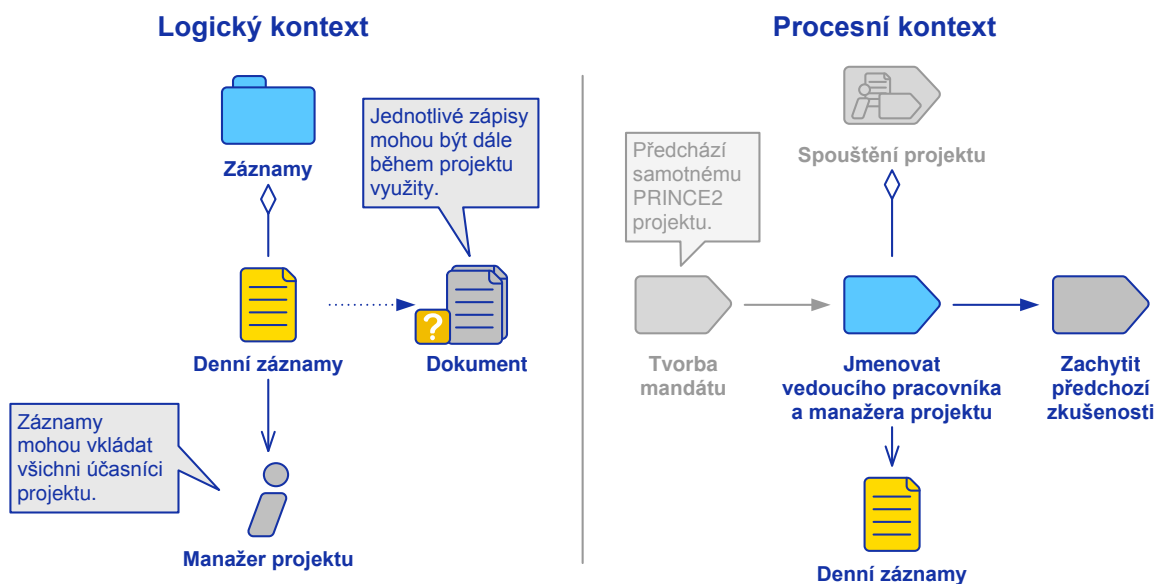 Logický kontext
Záznamy
Jednotlivé zápisy
mohou být dále
během projektu
využity.
Denní záznamy
?
Dokument
Záznamy
mohou vkládat
všichni účasníci
projektu.
Manažer projektu
Procesní kontext
Spouštění projektu
Předchází
samotnému
PRINCE2
projektu.
Tvorba
mandátu
Jmenovat
vedoucího pracovníka
a manažera projektu
Zachytit
předchozí
zkušenosti
Denní záznamy